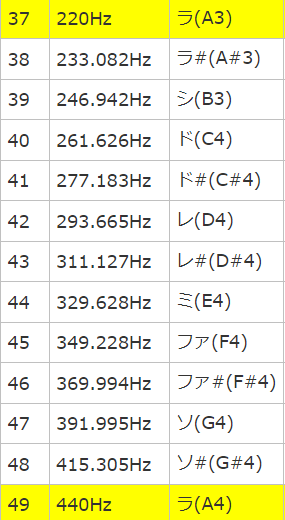 37 220Hz ラ(A3)
38 233.082Hz ラ#(A#3)
39 246.942Hz シ(B3)
40 261.626Hz ド(C4)
41 277.183Hz ド#(C#4)
42 293.665Hz レ(D4)
43 311.127Hz レ#(D#4)
44 329.628Hz ミ(E4)
45 349.228Hz ファ(F4)
46 369.994Hz ファ#(F#4)
47 391.995Hz ソ(G4)
48 415.305Hz ソ#(G#4)
49 440Hz ラ(A4)